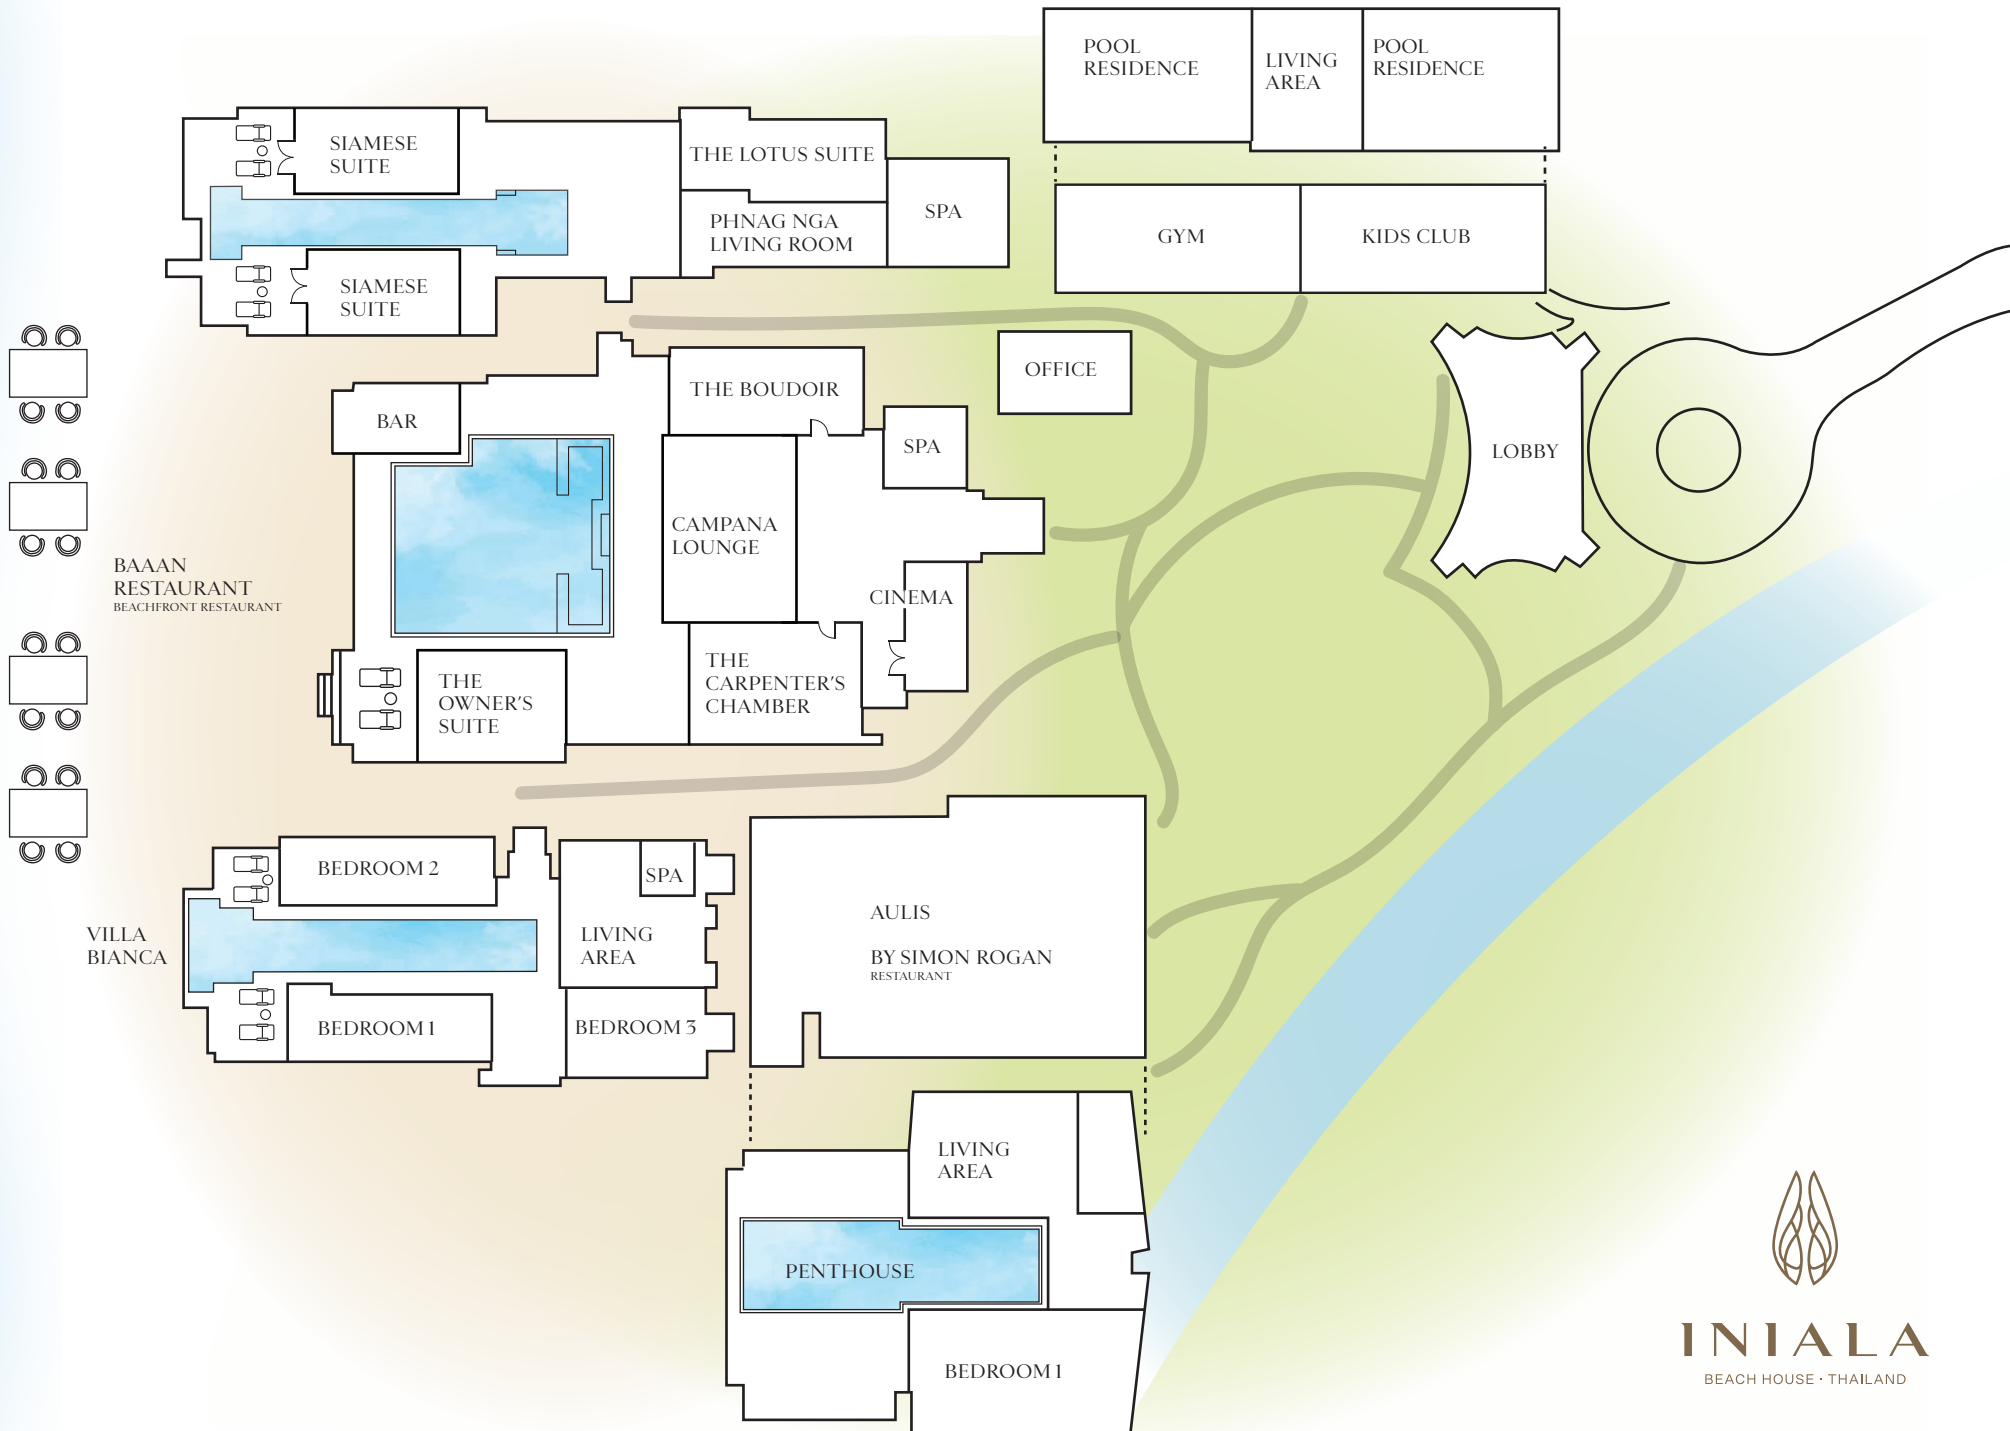 POOL
RESIDENCE
LIVING
AREA
POOL
RESIDENCE
SIAMESE
SUITE
THE LOTUS SUITE
PHNAG NGA
LIVING ROOM
SPA
GYM
KIDS CLUB
SIAMESE
SUITE
OFFICE
THE BOUDOIR
BAR
SPA
LOBBY
CAMPANA
LOUNGE
BAAAN
RESTAURANT
BEACHFRONT RESTAURANT
CINEMA
THE
OWNER'S
SUITE
THE
CARPENTER'S
CHAMBER
BEDROOM 2
SPA
VILLA
BIANCA
LIVING
AREA
AULIS
BY SIMON ROGAN
RESTAURANT
BEDROOM 1
BEDROOM 3
LIVING
AREA
PENTHOUSE
BEDROOM 1
INIALA
BEACH HOUSE · THAILAND